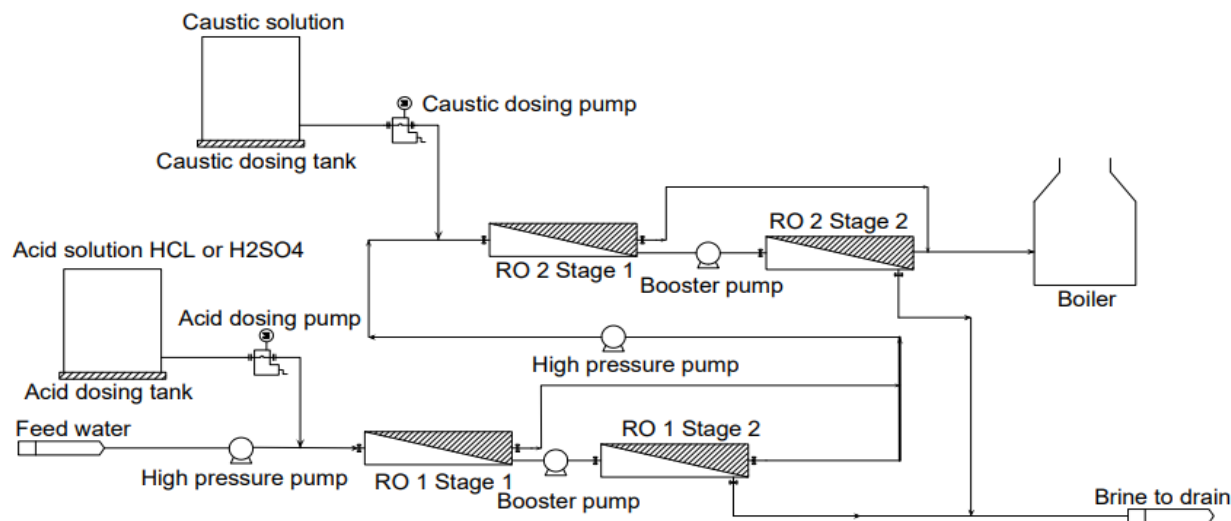 Caustic solution
Caustic dosing pump
Caustic dosing tank
RO 2 Stage 2
Acid solution HCL or H2SO4
RO 2 Stage 1
Booster pump
Boiler
Acid dosing pump
High pressure pump
Acid dosing tank
Feed water
RO 1 Stage 2
High pressure pump
RO 1 Stage 1
Booster pump
Brine to drain